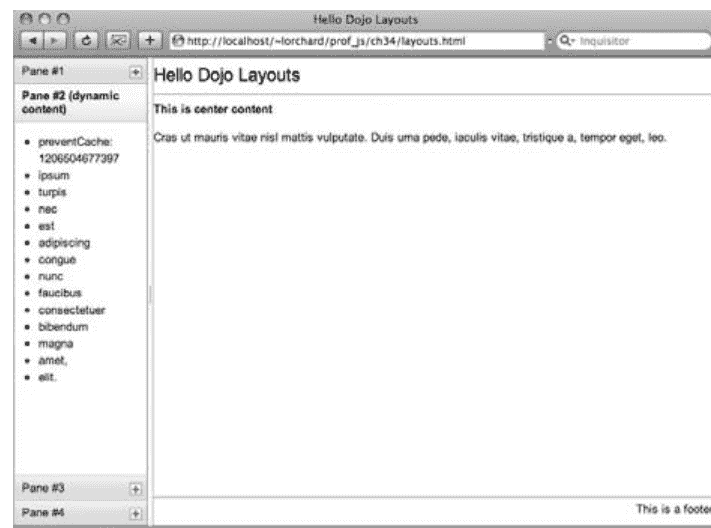 Hello Dojo Layouts
http://localhost/~lorchard/prof_js/ch34/layouts.html
Q- Inquisitor
Pane #1
Hello Dojo Layouts
Pane #2 (dynamic
content)
This is center content
Cras ut mauris vitae nisl mattis vulputate. Duis urna pede, iaculis vitae, tristique a, tempor eget, leo.
preventCache:
1206504677397
ipsum
turpis
nec
est
adipiscing
congue
nunc
faucibus
consectetuer
bibendum
magna
amet,
elit.
Pane #3
Pane #4
This is a footer